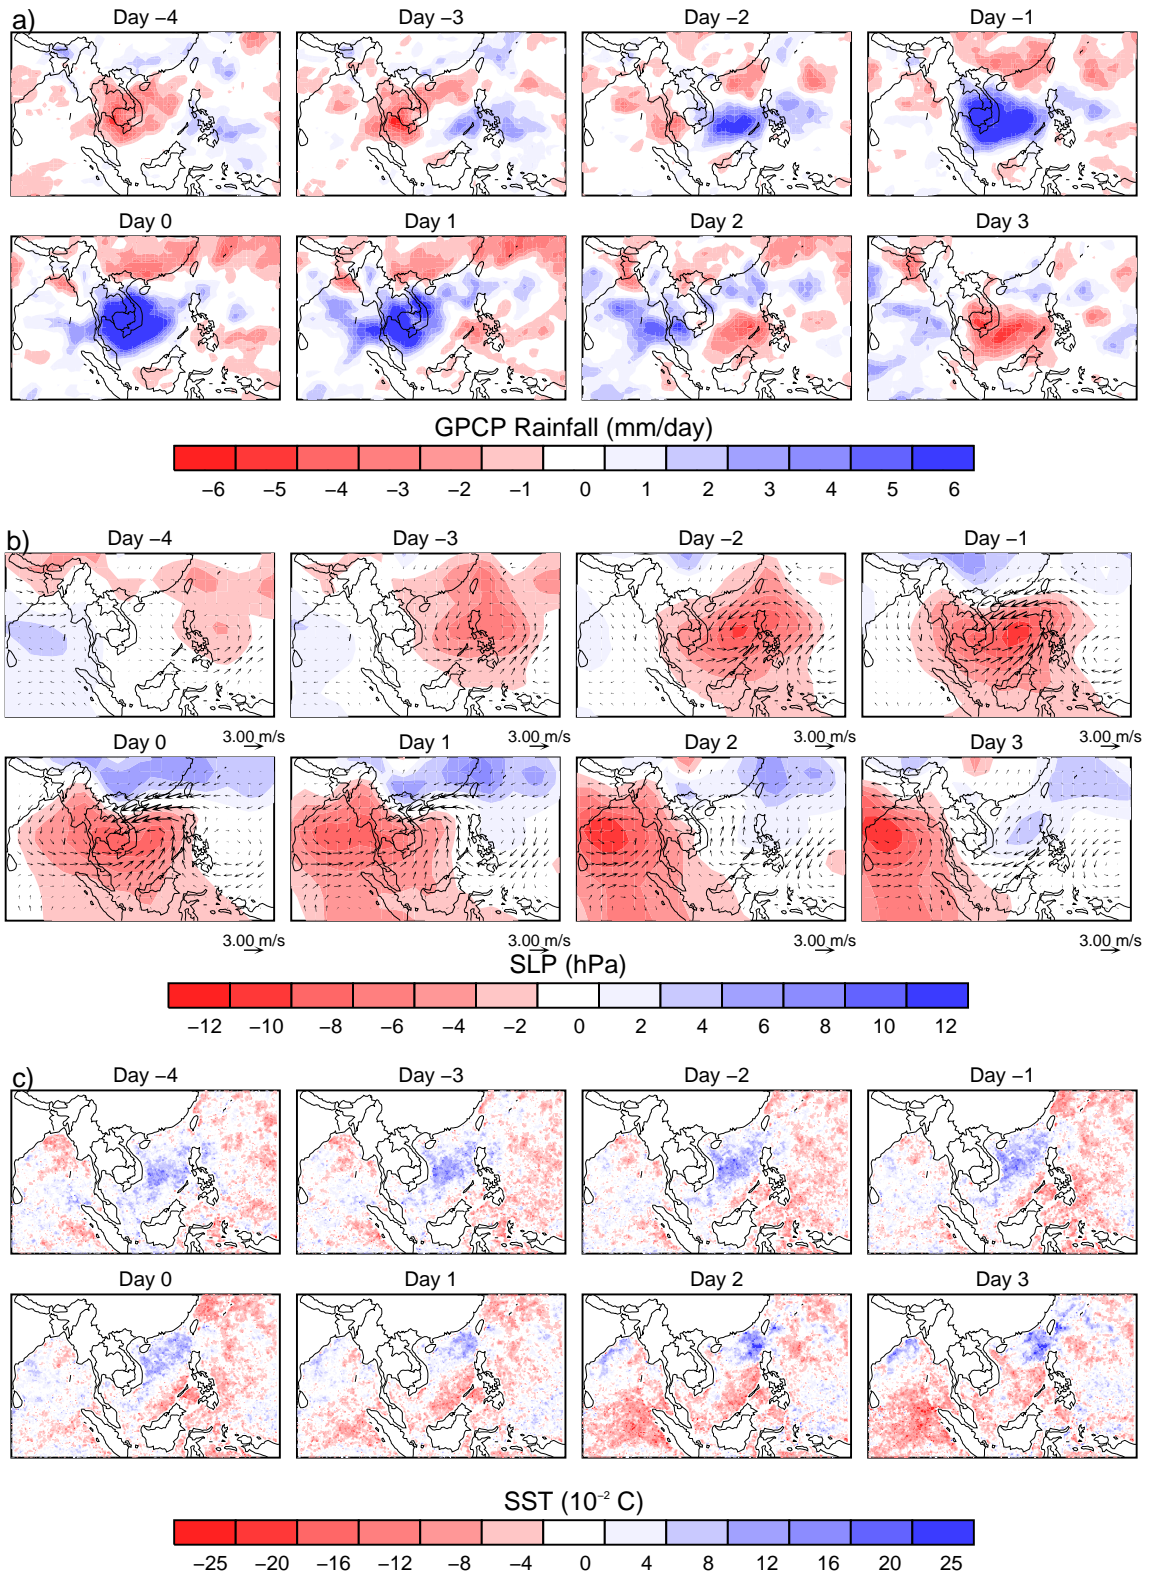 a)
Day −4 Day −3 Day −2 Day −1
Day 0 Day 1 Day 2 Day 3
GPCP Rainfall (mm/day)
−6 −5 −4 −3 −2 −1 0 1 2 3 4 5 6
b)
Day −4 Day −3 Day −2 Day −1
3.00 m/s 3.00 m/s 3.00 m/s 3.00 m/s
Day 0 Day 1 Day 2 Day 3
3.00 m/s 3.00 m/s 3.00 m/s 3.00 m/s
SLP (hPa)
−12 −10 −8 −6 −4 −2 0 2 4 6 8 10 12
c)
Day −4 Day −3 Day −2 Day −1
Day 0 Day 1 Day 2 Day 3
SST (10⁻² C)
−25 −20 −16 −12 −8 −4 0 4 8 12 16 20 25